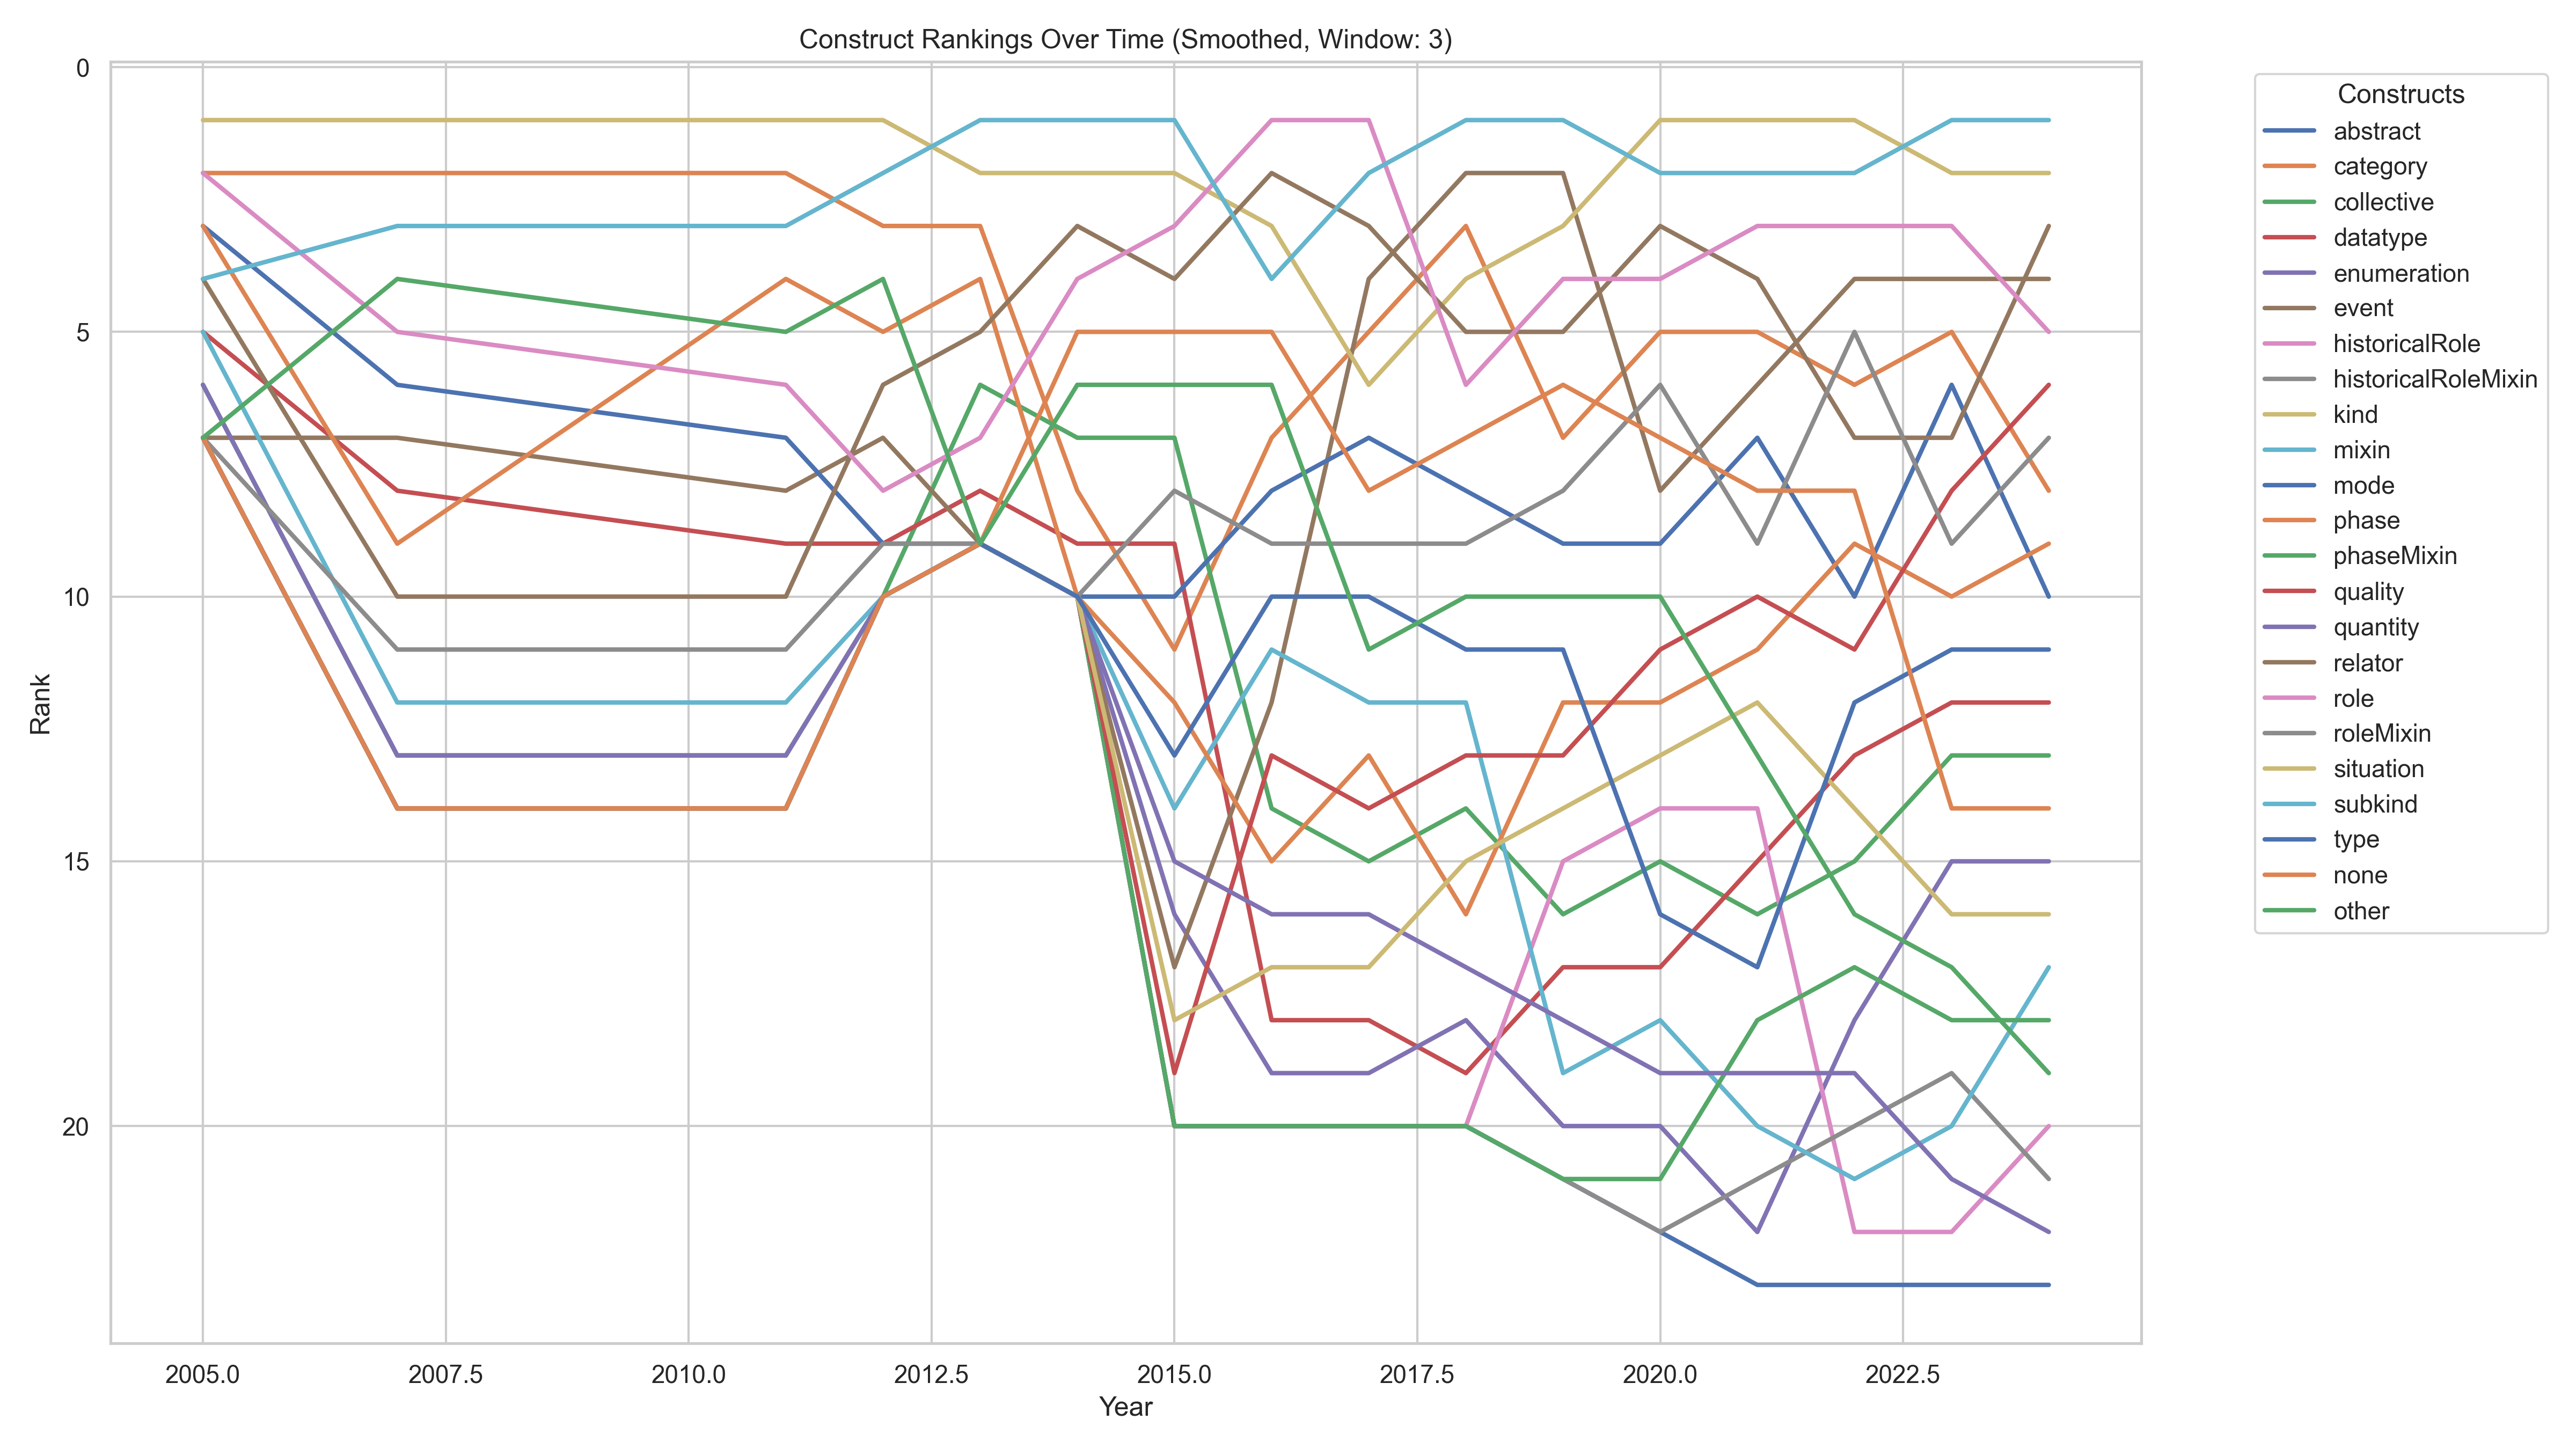 Construct Rankings Over Time (Smoothed, Window: 3)
0
5
10
15
20
Rank
2005.0
2007.5
2010.0
2012.5
2015.0
2017.5
2020.0
2022.5
Year
Constructs
abstract
category
collective
datatype
enumeration
event
historicalRole
historicalRoleMixin
kind
mixin
mode
phase
phaseMixin
quality
quantity
relator
role
roleMixin
situation
subkind
type
none
other